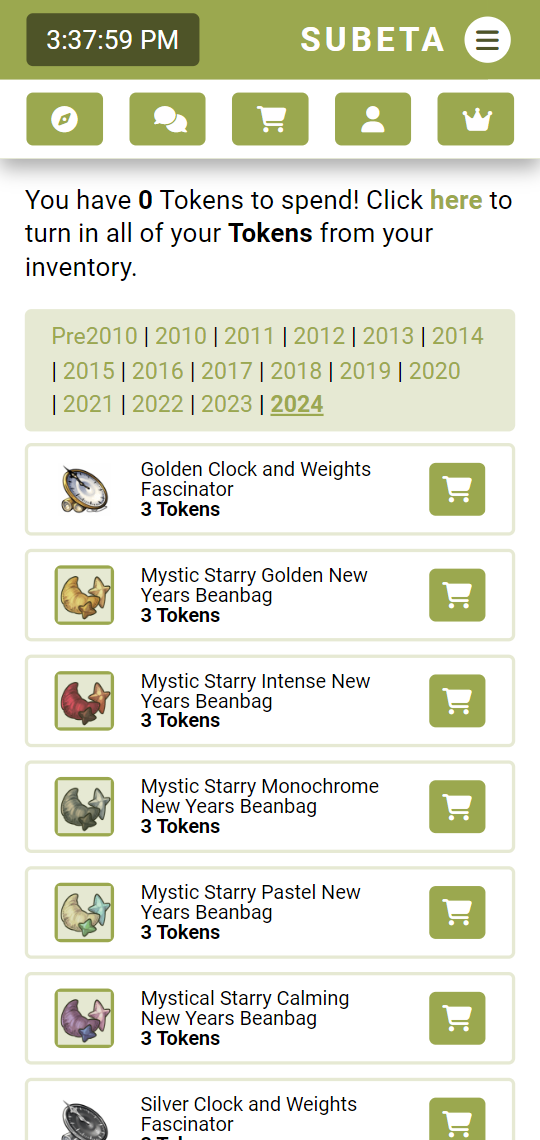 3:37:59 PM
SUBETA
You have 0 Tokens to spend! Click here to
turn in all of your Tokens from your
inventory.
Pre2010 | 2010 | 2011 | 2012 | 2013 | 2014
| 2015 | 2016 | 2017 | 2018 | 2019 | 2020
| 2021 | 2022 | 2023 | 2024
Golden Clock and Weights
Fascinator
3 Tokens
Mystic Starry Golden New
Years Beanbag
3 Tokens
Mystic Starry Intense New
Years Beanbag
3 Tokens
Mystic Starry Monochrome
New Years Beanbag
3 Tokens
Mystic Starry Pastel New
Years Beanbag
3 Tokens
Mystical Starry Calming
New Years Beanbag
3 Tokens
Silver Clock and Weights
Fascinator